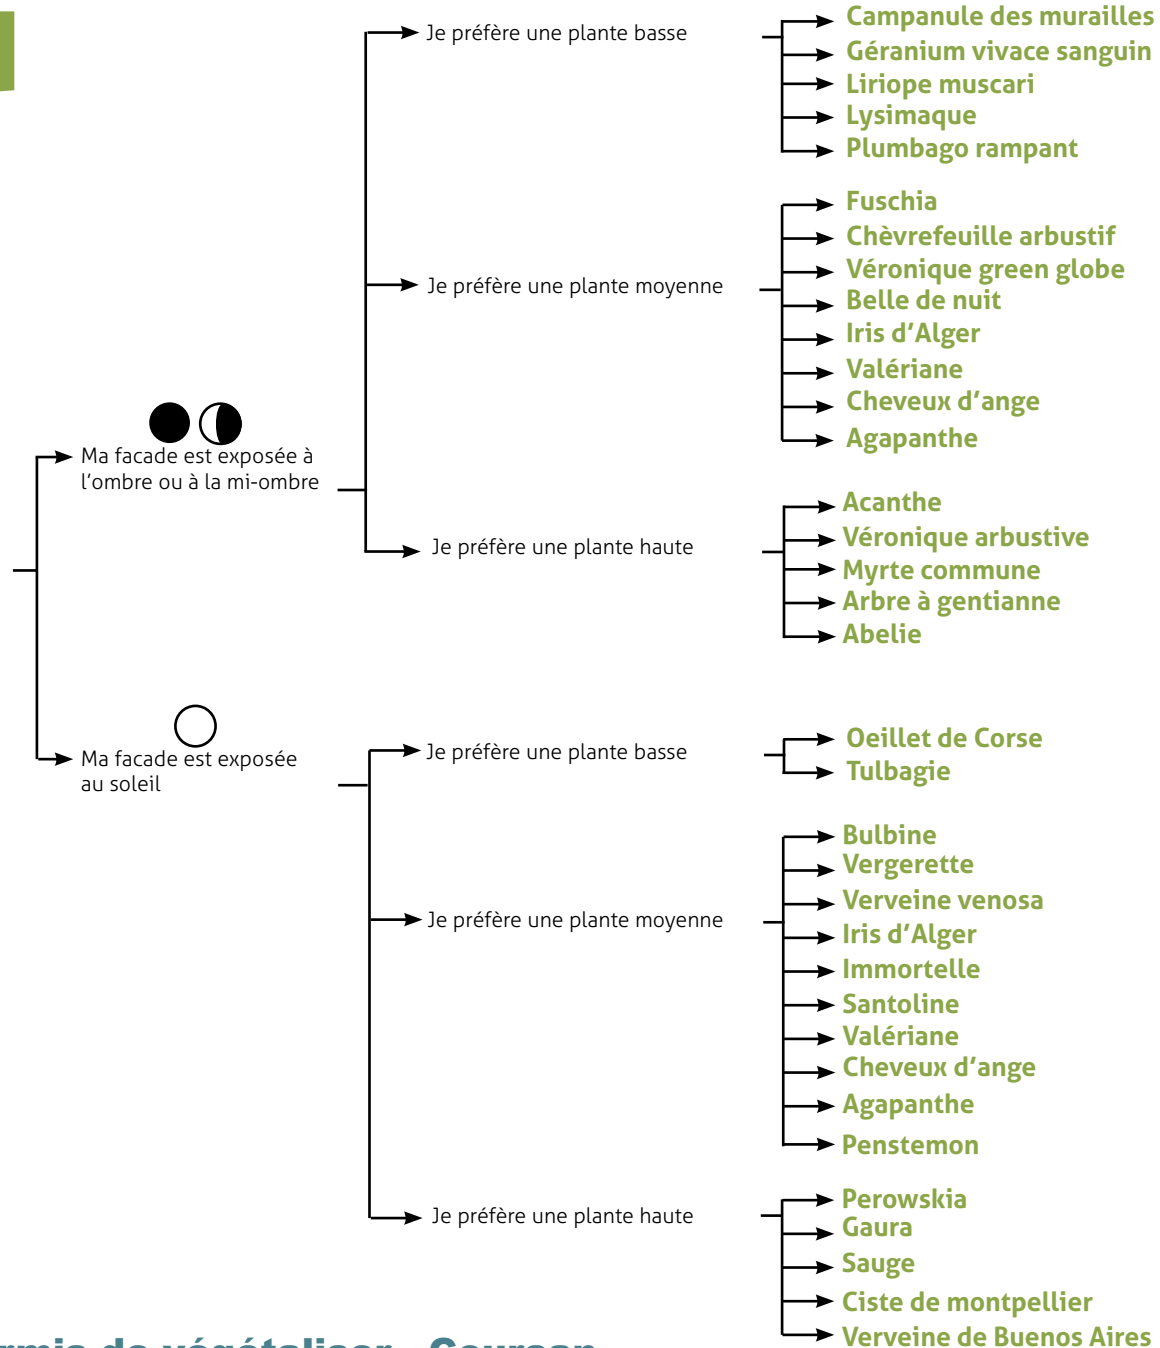 Je préfère une plante basse
Campanule des murailles
Géranium vivace sanguin
Liriope muscari
Lysimaque
Plumbago rampant
Je préfère une plante moyenne
Fuschia
Chèvrefeuille arbustif
Véronique green globe
Belle de nuit
Iris d'Alger
Valériane
Cheveux d'ange
Agapanthe
Ma facade est exposée à
l'ombre ou à la mi-ombre
Je préfère une plante haute
Acanthe
Véronique arbustive
Myrte commune
Arbre à gentianne
Abelie
Ma facade est exposée
au soleil
Je préfère une plante basse
Oeillet de Corse
Tulbagie
Je préfère une plante moyenne
Bulbine
Vergerette
Verveine venosa
Iris d'Alger
Immortelle
Santoline
Valériane
Cheveux d'ange
Agapanthe
Penstemon
Je préfère une plante haute
Perowskia
Gaura
Sauge
Ciste de montpellier
Verveine de Buenos Aires
de végétaliser